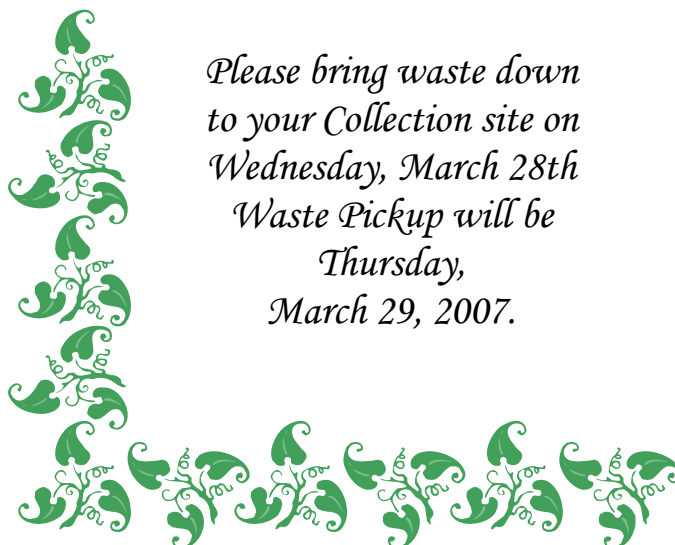 Please bring waste down
to your Collection site on
Wednesday, March 28th
Waste Pickup will be
Thursday,
March 29, 2007.